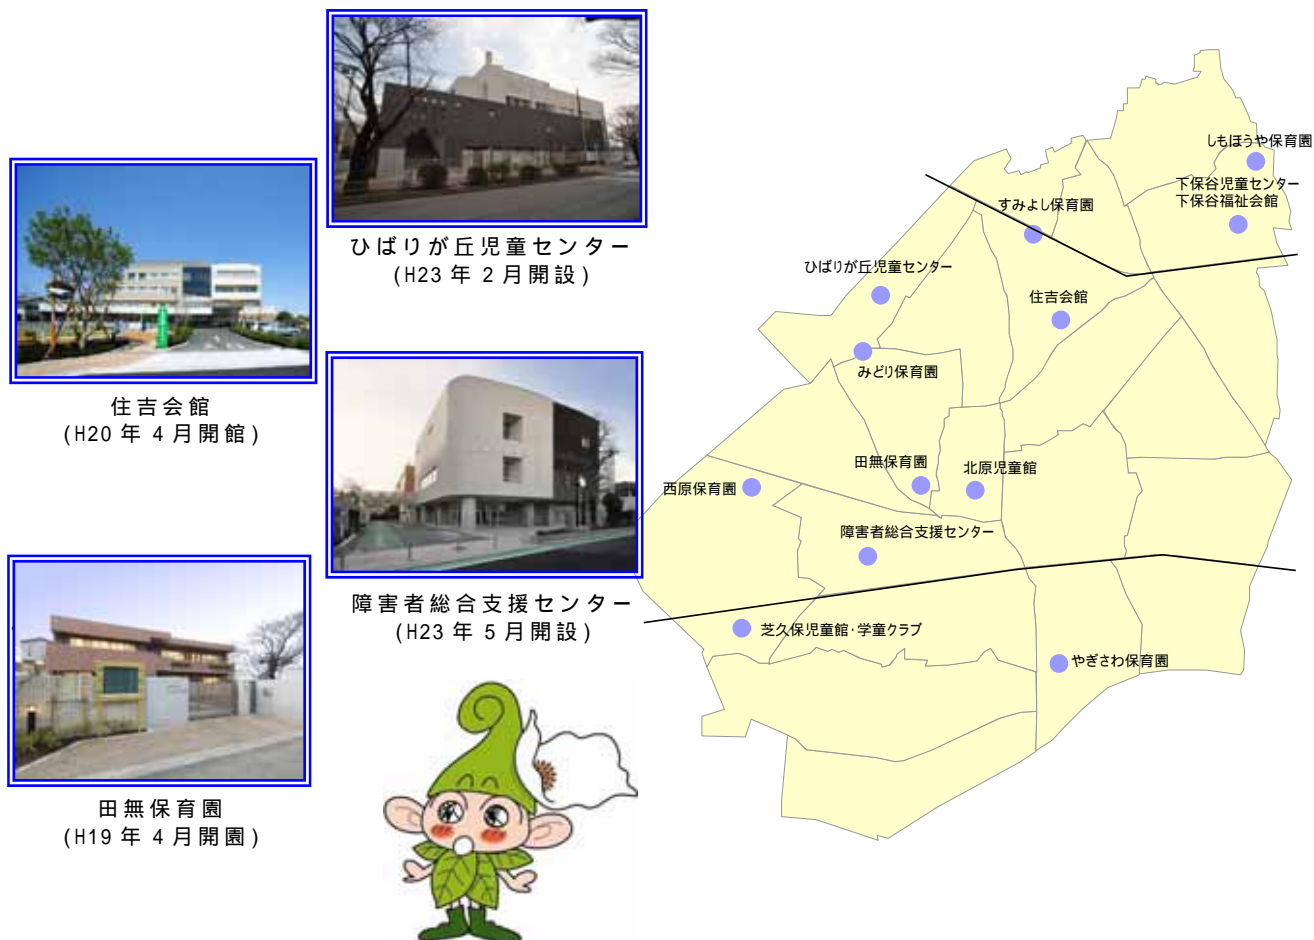 ひばりが丘児童センター
(H23年2月開設)
住吉会館
(H20年4月開館)
障害者総合支援センター
(H23年5月開設)
田無保育園
(H19年4月開園)
しもほうや保育園
下保谷児童センター
下保谷福祉会館
すみよし保育園
ひばりが丘児童センター
住吉会館
みどり保育園
田無保育園
北原児童館
西原保育園
障害者総合支援センター
芝久保児童館・学童クラブ
やぎさわ保育園